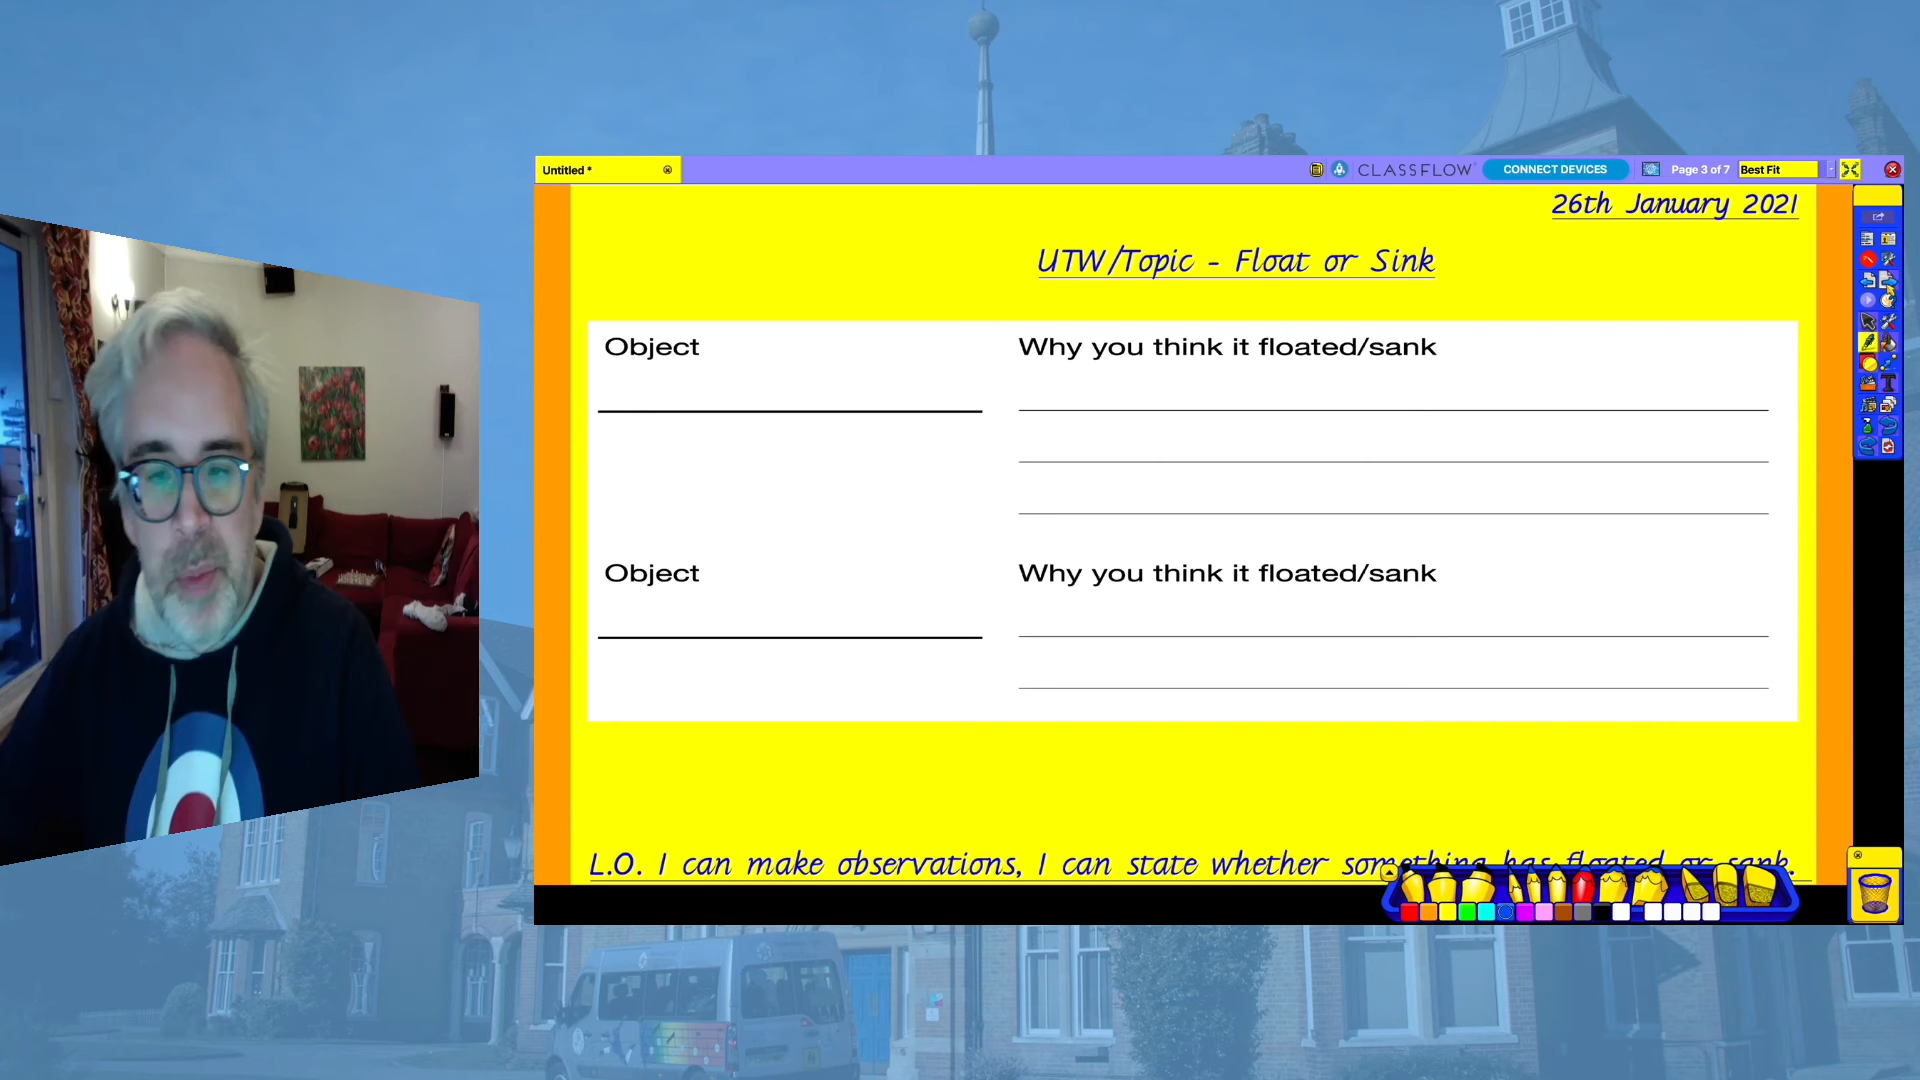 Untitled *
CLASSFLOW
CONNECT DEVICES
Page 3 of 7
Best Fit
26th January 2021
UTW/Topic - Float or Sink
Object
Why you think it floated/sank
Object
Why you think it floated/sank
L.O. I can make observations, I can state whether something has floated or sank.